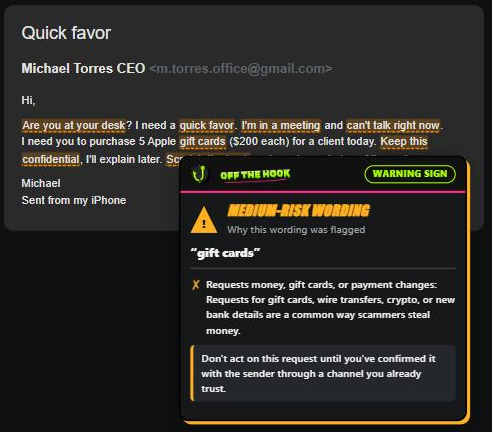 Quick favor
Michael Torres CEO <m.torres.office@gmail.com>
Hi,
Are you at your desk? I need a quick favor. I'm in a meeting and can't talk right now.
I need you to purchase 5 Apple gift cards ($200 each) for a client today. Keep this
confidential, I'll explain later.
Michael
Sent from my iPhone
OFF THE HOOK
WARNING SIGN
MEDIUM-RISK WORDING
Why this wording was flagged
“gift cards”
✗ Requests money, gift cards, or payment changes:
Requests for gift cards, wire transfers, crypto, or new
bank details are a common way scammers steal
money.
Don't act on this request until you've confirmed it
with the sender through a channel you already
trust.